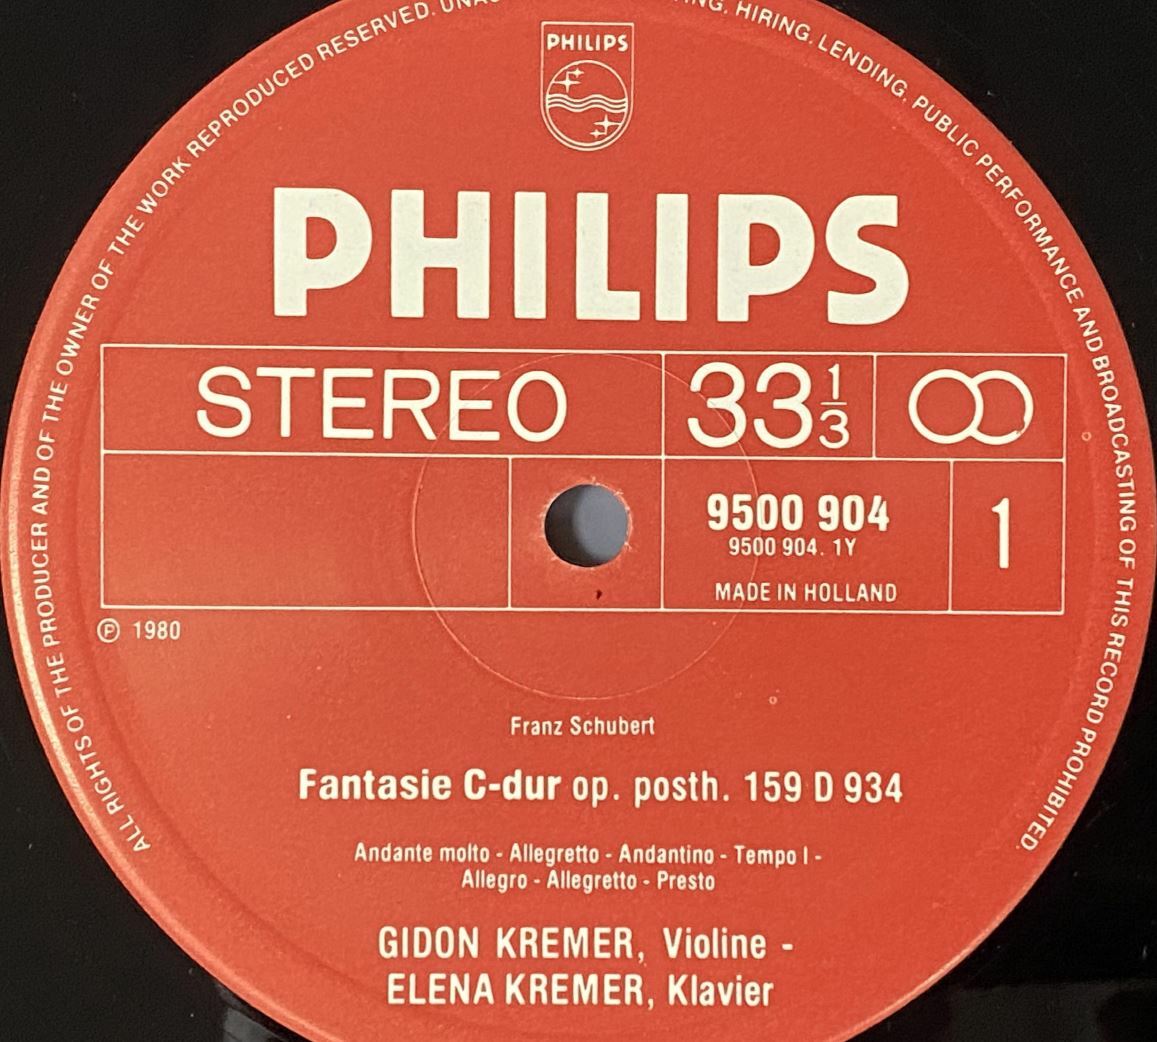 ALL RIGHTS OF THE PRODUCER AND OF THE OWNER OF THE WORK REPRODUCED RESERVED.
HIRING, LENDING, PUBLIC PERFORMANCE AND BROADCASTING OF THIS RECORD PROHIBITED.
PHILIPS
PHILIPS
STEREO 33 1/3
9500 904
9500 904. 1Y
1
MADE IN HOLLAND
℗ 1980
Franz Schubert
Fantasie C-dur op. posth. 159 D 934
Andante molto - Allegretto - Andantino - Tempo I -
Allegro - Allegretto - Presto
GIDON KREMER, Violine -
ELENA KREMER, Klavier